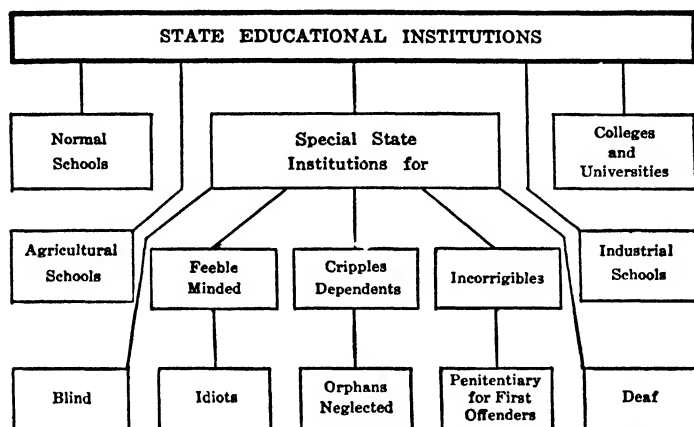 STATE EDUCATIONAL INSTITUTIONS
Normal
Schools
Special State
Institutions for
Colleges
and
Universities
Agricultural
Schools
Feeble
Minded
Cripples
Dependents
Incorrigibles
Industrial
Schools
Blind
Idiots
Orphans
Neglected
Penitentiary
for First
Offenders
Deaf